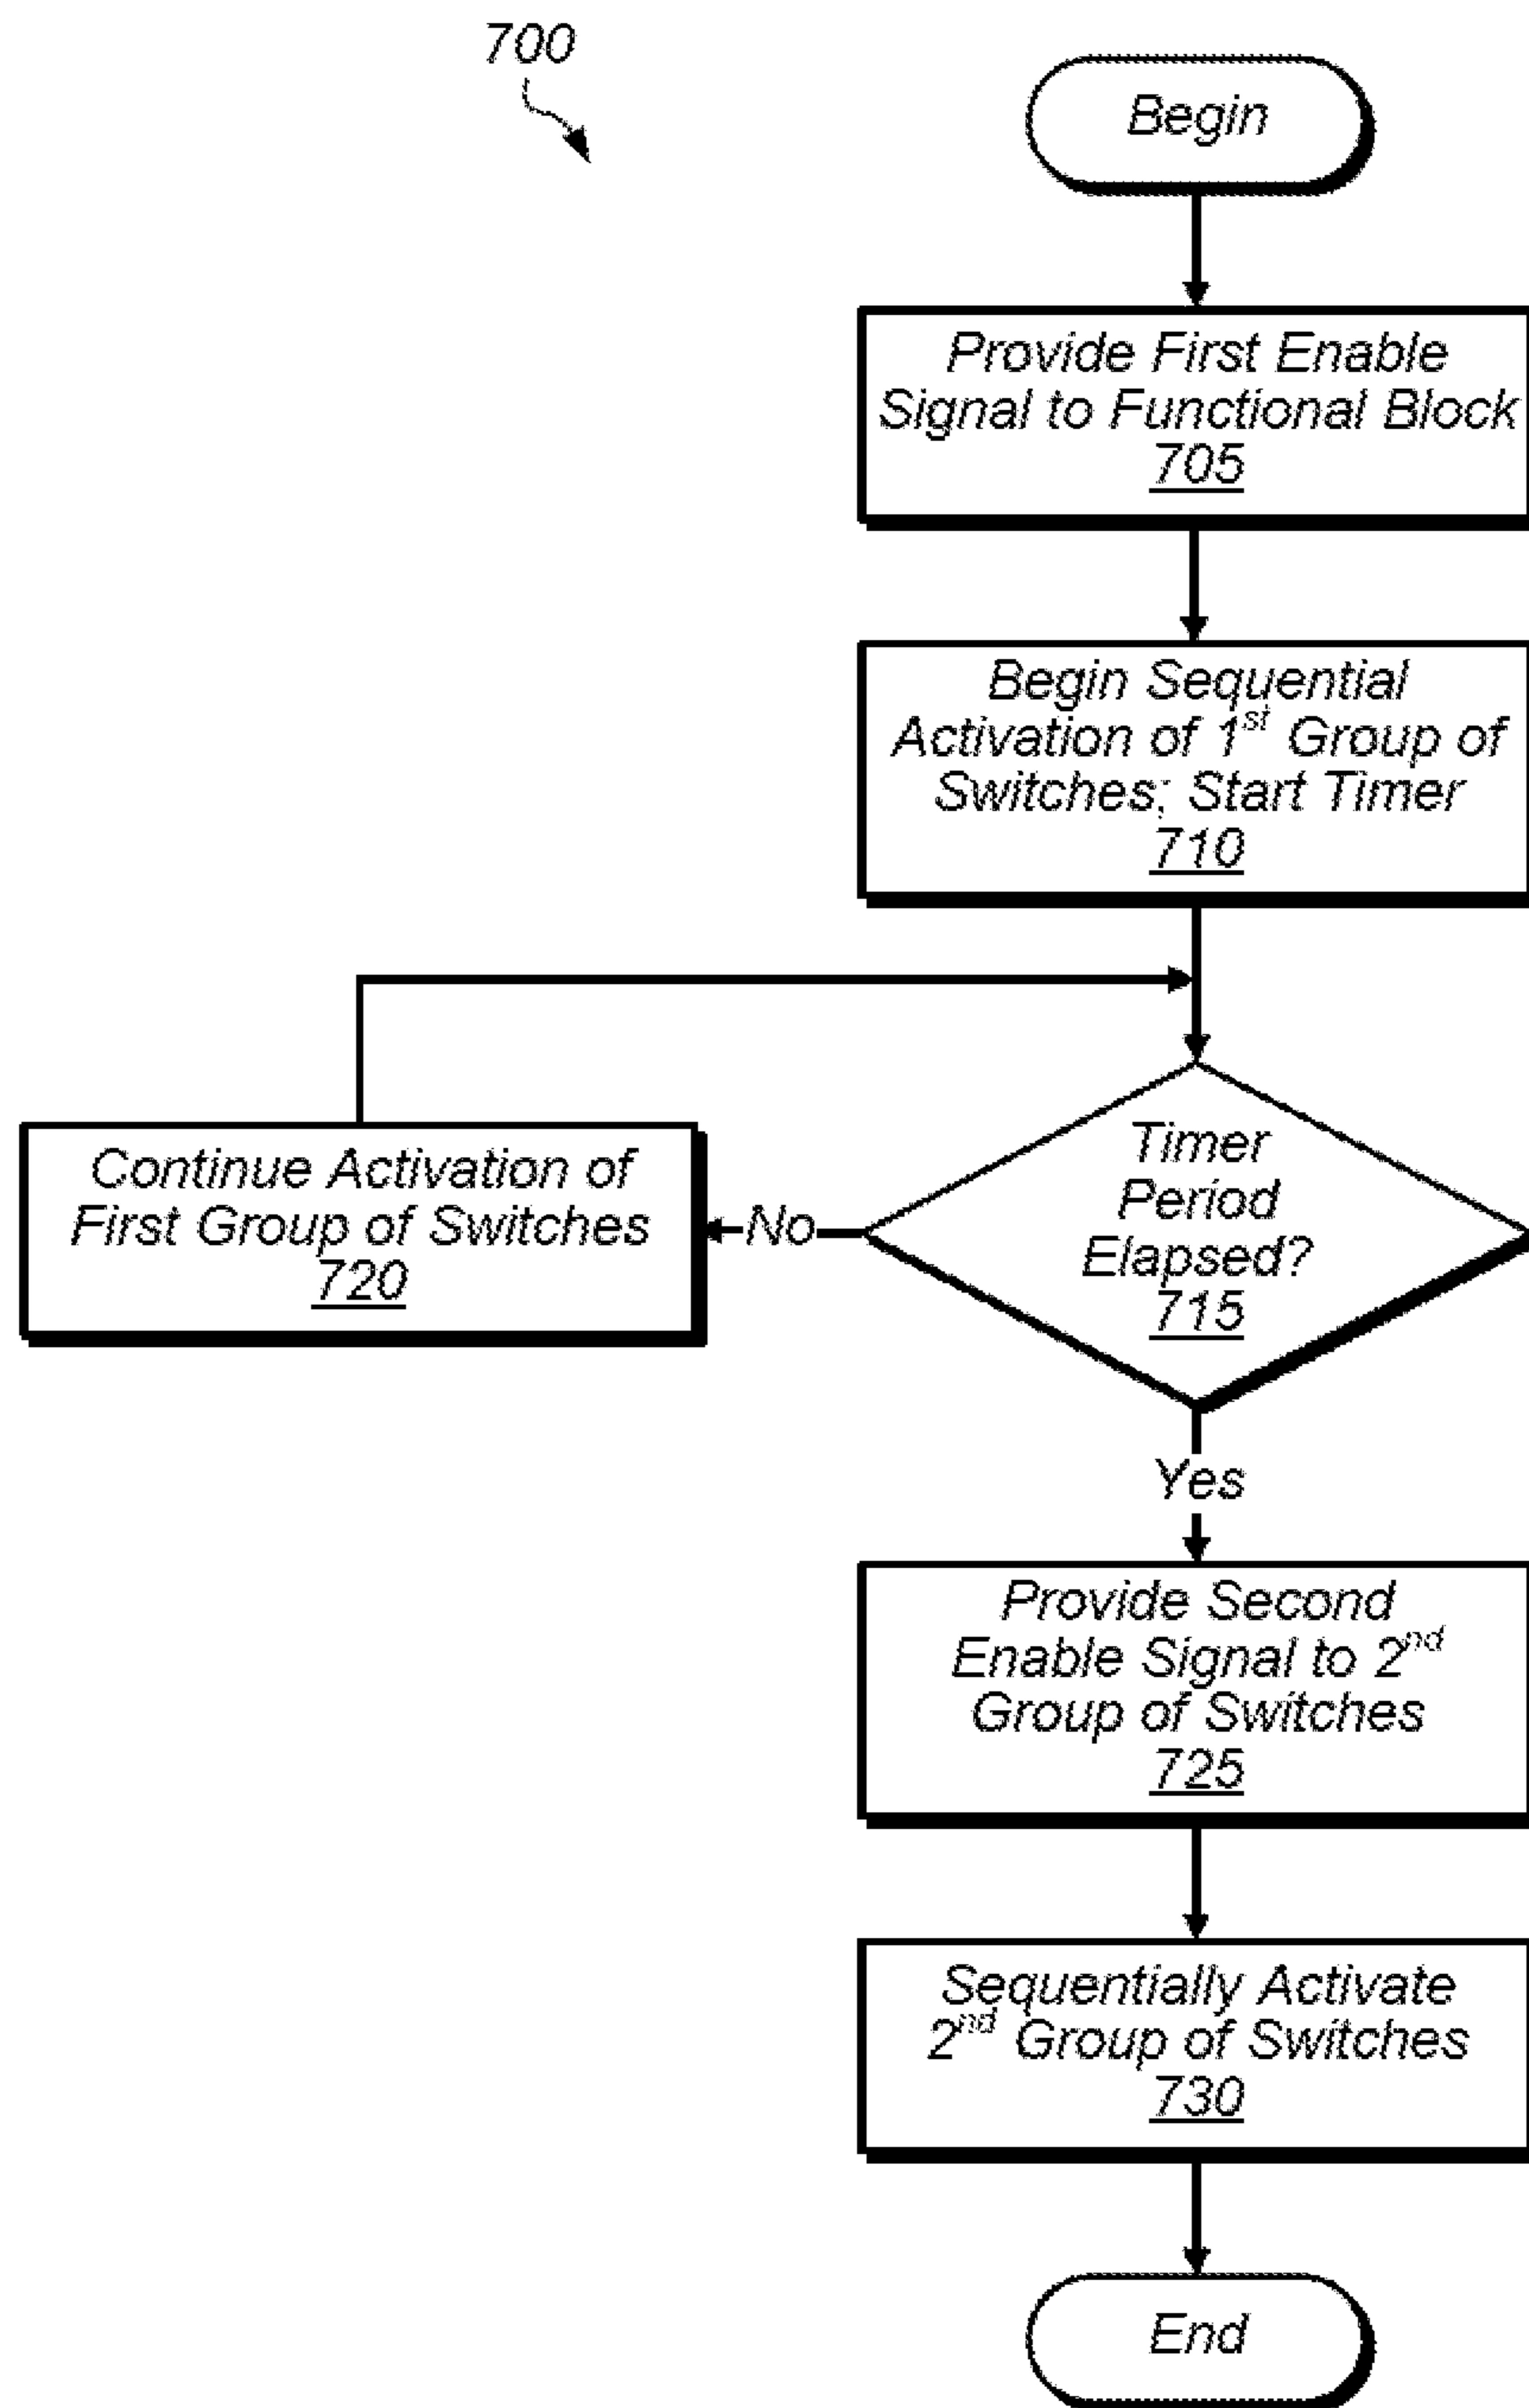 700
Begin
Provide First Enable
Signal to Functional Block
705
Begin Sequential
Activation of 1st Group of
Switches; Start Timer
710
Timer
Period
Elapsed?
715
No
Continue Activation of
First Group of Switches
720
Yes
Provide Second
Enable Signal to 2nd
Group of Switches
725
Sequentially Activate
2nd Group of Switches
730
End